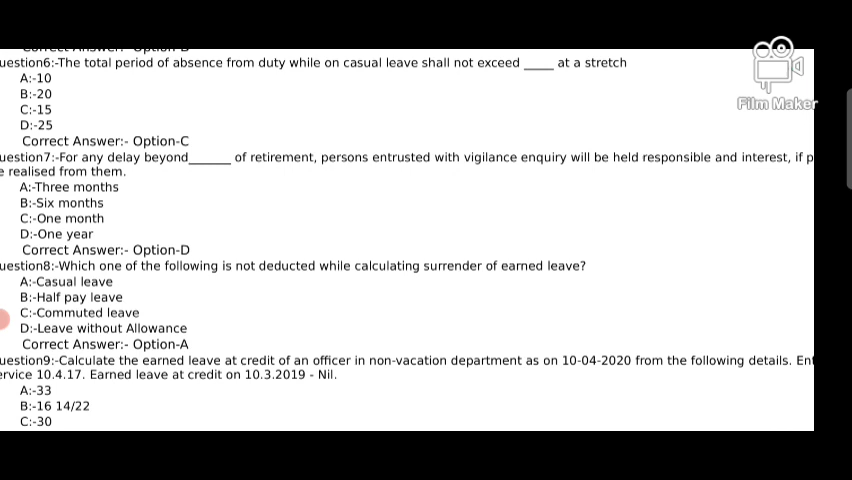 Correct Answer:- Option-B
uestion6:-The total period of absence from duty while on casual leave shall not exceed _____ at a stretch
A:-10
B:-20
C:-15
D:-25
Correct Answer:- Option-C
uestion7:-For any delay beyond_______ of retirement, persons entrusted with vigilance enquiry will be held responsible and interest, if p
e realised from them.
A:-Three months
B:-Six months
C:-One month
D:-One year
Correct Answer:- Option-D
uestion8:-Which one of the following is not deducted while calculating surrender of earned leave?
A:-Casual leave
B:-Half pay leave
C:-Commuted leave
D:-Leave without Allowance
Correct Answer:- Option-A
uestion9:-Calculate the earned leave at credit of an officer in non-vacation department as on 10-04-2020 from the following details. Ent
ervice 10.4.17. Earned leave at credit on 10.3.2019 - Nil.
A:-33
B:-16 14/22
C:-30
Film Maker